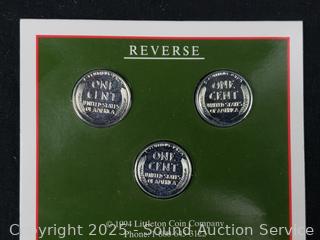 REVERSE
ONE
CENT
UNITED STATES
OF AMERICA
ONE
CENT
UNITED STATES
OF AMERICA
ONE
CENT
UNITED STATES
OF AMERICA
©1994 Littleton Coin Company
Phone:
Copyright 2025 - Sound Auction Service